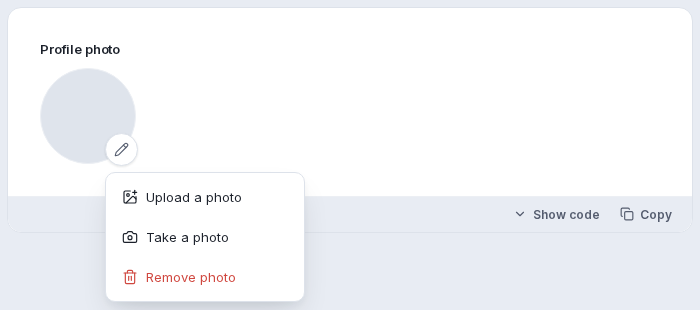 Profile photo
Upload a photo
Show code
Copy
Take a photo
Remove photo